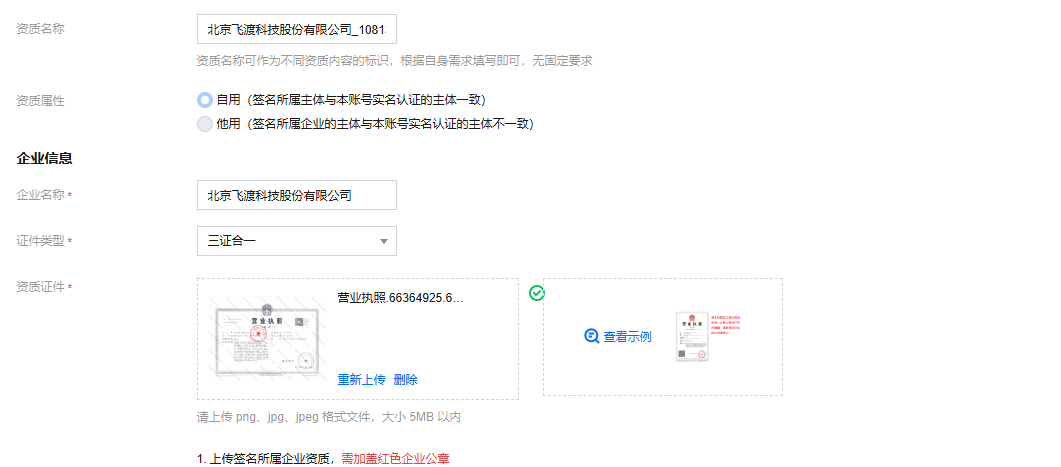 资质名称
北京飞渡科技股份有限公司_1081
资质名称可作为不同资质内容的标识，根据自身需求填写即可，无固定要求
资质属性
自用（签名所属主体与本账号实名认证的主体一致）
他用（签名所属企业的主体与本账号实名认证的主体不一致）
企业信息
企业名称 *
北京飞渡科技股份有限公司
证件类型 *
三证合一
资质证件 *
营业执照
营业执照.66364925.6...
重新上传 删除
查看示例
营业执照
请上传 png、jpg、jpeg 格式文件，大小 5MB 以内
1. 上传签名所属企业资质，需加盖红色企业公章